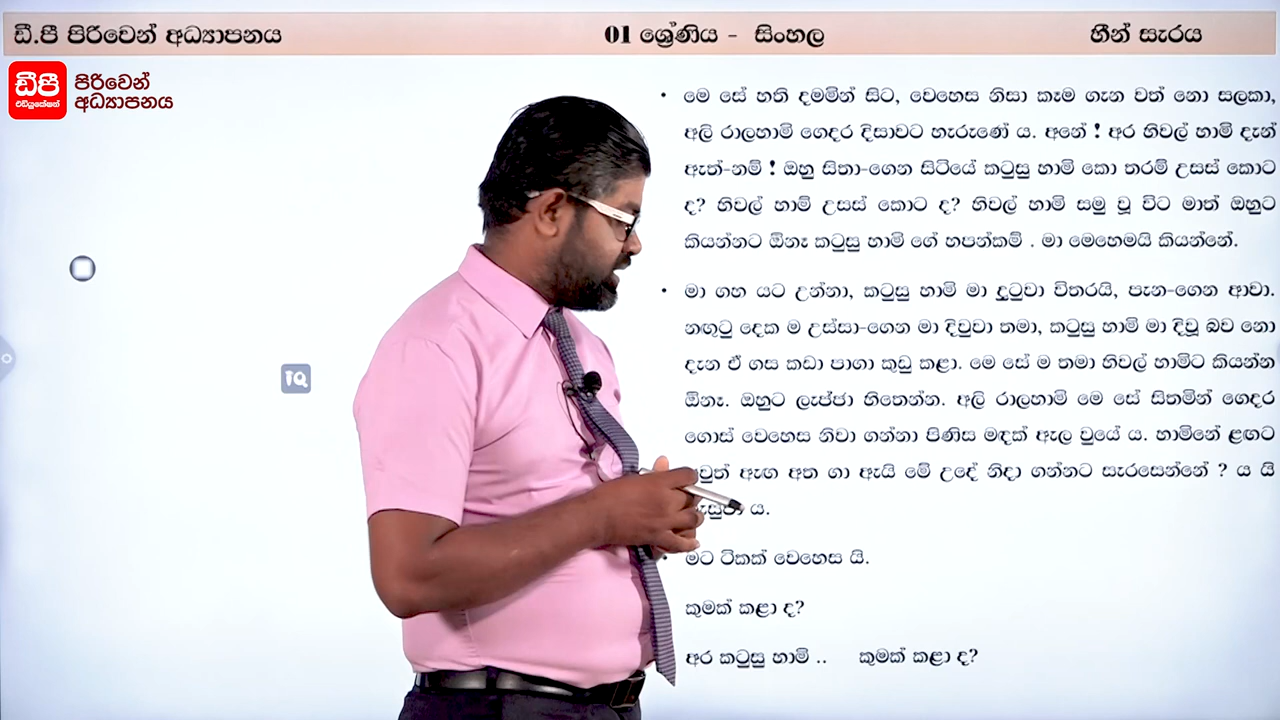 ඩී.පී පිරිවෙන් අධ්‍යාපනය 01 ශ්‍රේණිය - සිංහල හීන් සැරය
ඩීපී
එඩියුකේෂන්
පිරිවෙන්
අධ්‍යාපනය
• මෙ සේ හති දමමින් සිට, වෙහෙස නිසා කෑම ගැන වත් නො සලකා,
අලි රාලහාමි ගෙදර දිසාවට හැරුණේ ය. අනේ ! අර හිවල් හාමි දැන්
ඇත්-නම් ! ඔහු සිතා-ගෙන සිටියේ කටුසු හාමි කො තරම් උසස් කොට
ද? හිවල් හාමි උසස් කොට ද? හිවල් හාමි සමු වූ විට මාත් ඔහුට
කියන්නට ඕනෑ කටුසු හාමි ගේ හපන්කම් . මා මෙහෙමයි කියන්නේ.
• මා ගහ යට උන්නා, කටුසු හාමි මා දුටුවා විතරයි, පැන-ගෙන ආවා.
නඟුටු දෙක ම උස්සා-ගෙන මා දිව්වා තමා, කටුසු හාමි මා දිවූ බව නො
දැන ඒ ගස කඩා පාගා කුඩු කළා. මෙ සේ ම තමා හිවල් හාමිට කියන්න
ඕනෑ. ඔහුට ලැජ්ජා හිතෙන්න. අලි රාලහාමි මෙ සේ සිතමින් ගෙදර
ගොස් වෙහෙස නිවා ගන්නා පිණිස මඳක් ඇල වූයේ ය. හාමිනේ ළඟට
ඇඟ අත ගා ඇයි මේ උදේ නිදා ගන්නට සැරසෙන්නේ ? ය යි
ය.
• මට ටිකක් වෙහෙස යි.
කුමක් කළා ද?
අර කටුසු හාමි .. කුමක් කළා ද?